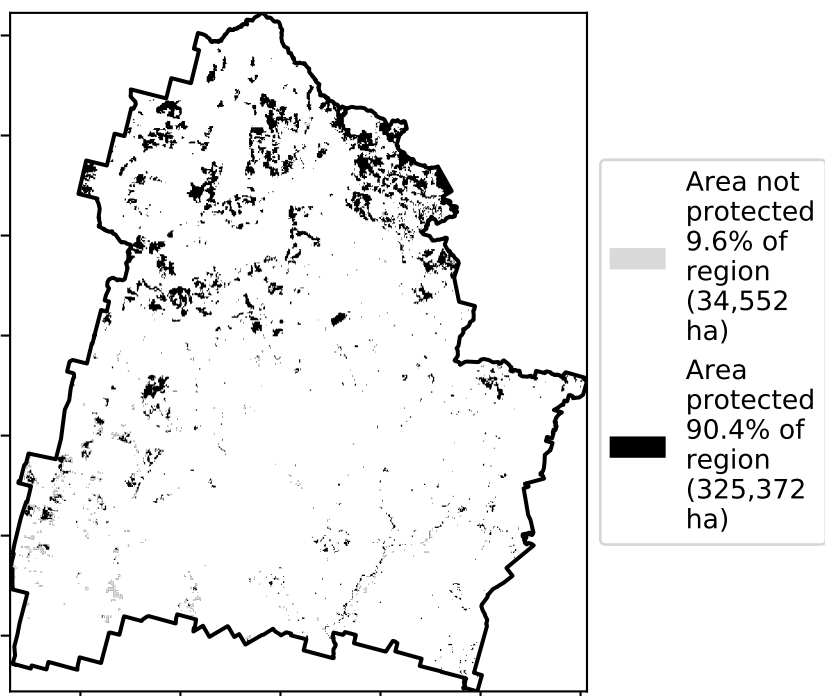 Area not
protected
9.6% of
region
(34,552
ha)
Area
protected
90.4% of
region
(325,372
ha)